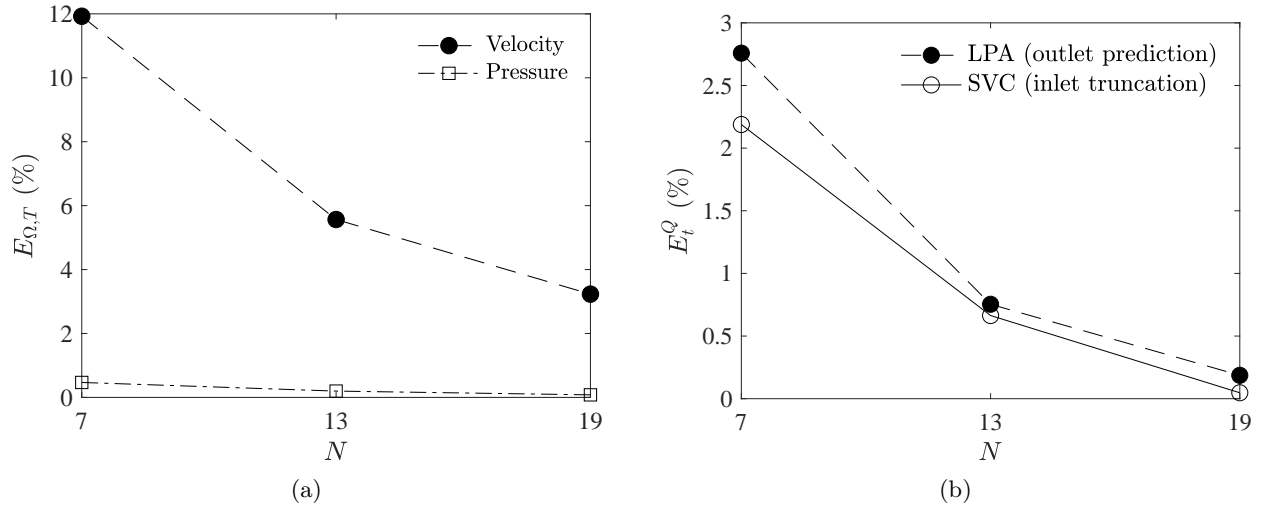 12
10
8
6
4
2
0
7
13
19
E_{Ω,T} (%)
N
Velocity
Pressure
(a)
3
2.5
2
1.5
1
0.5
0
7
13
19
E_t^Q (%)
N
LPA (outlet prediction)
SVC (inlet truncation)
(b)